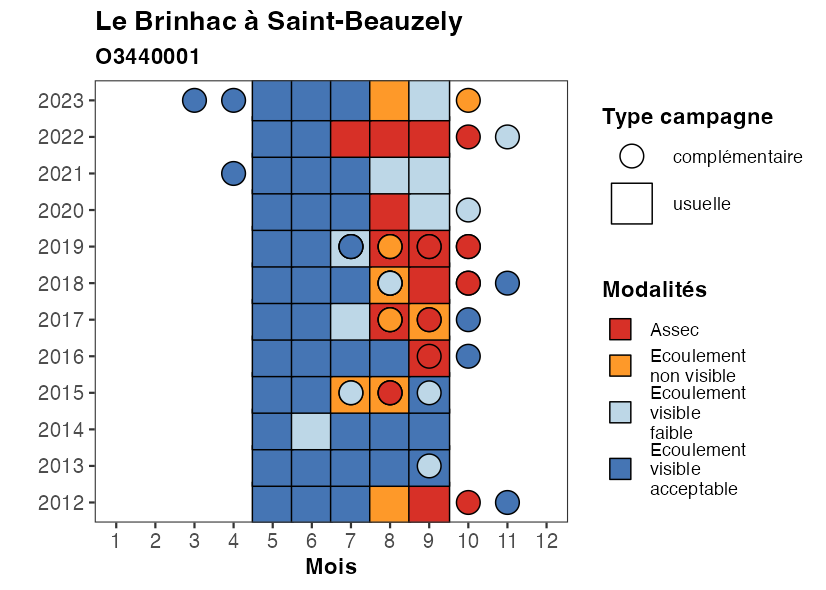 Le Brinhac à Saint-Beauzely
O3440001
2023
2022
2021
2020
2019
2018
2017
2016
2015
2014
2013
2012
1 2 3 4 5 6 7 8 9 10 11 12
Mois
Type campagne
complémentaire
usuelle
Modalités
Assec
Ecoulement
non visible
Ecoulement
visible
faible
Ecoulement
visible
acceptable